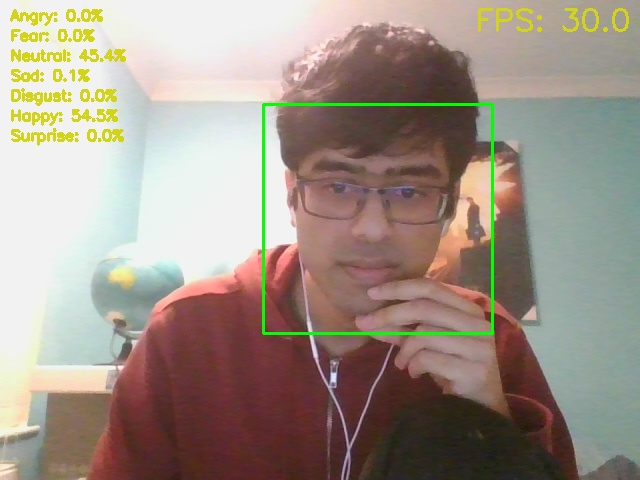 Angry: 0.0%
FPS: 30.0
Fear: 0.0%
Neutral: 45.4%
Sad: 0.1%
Disgust: 0.0%
Happy: 54.5%
Surprise: 0.0%